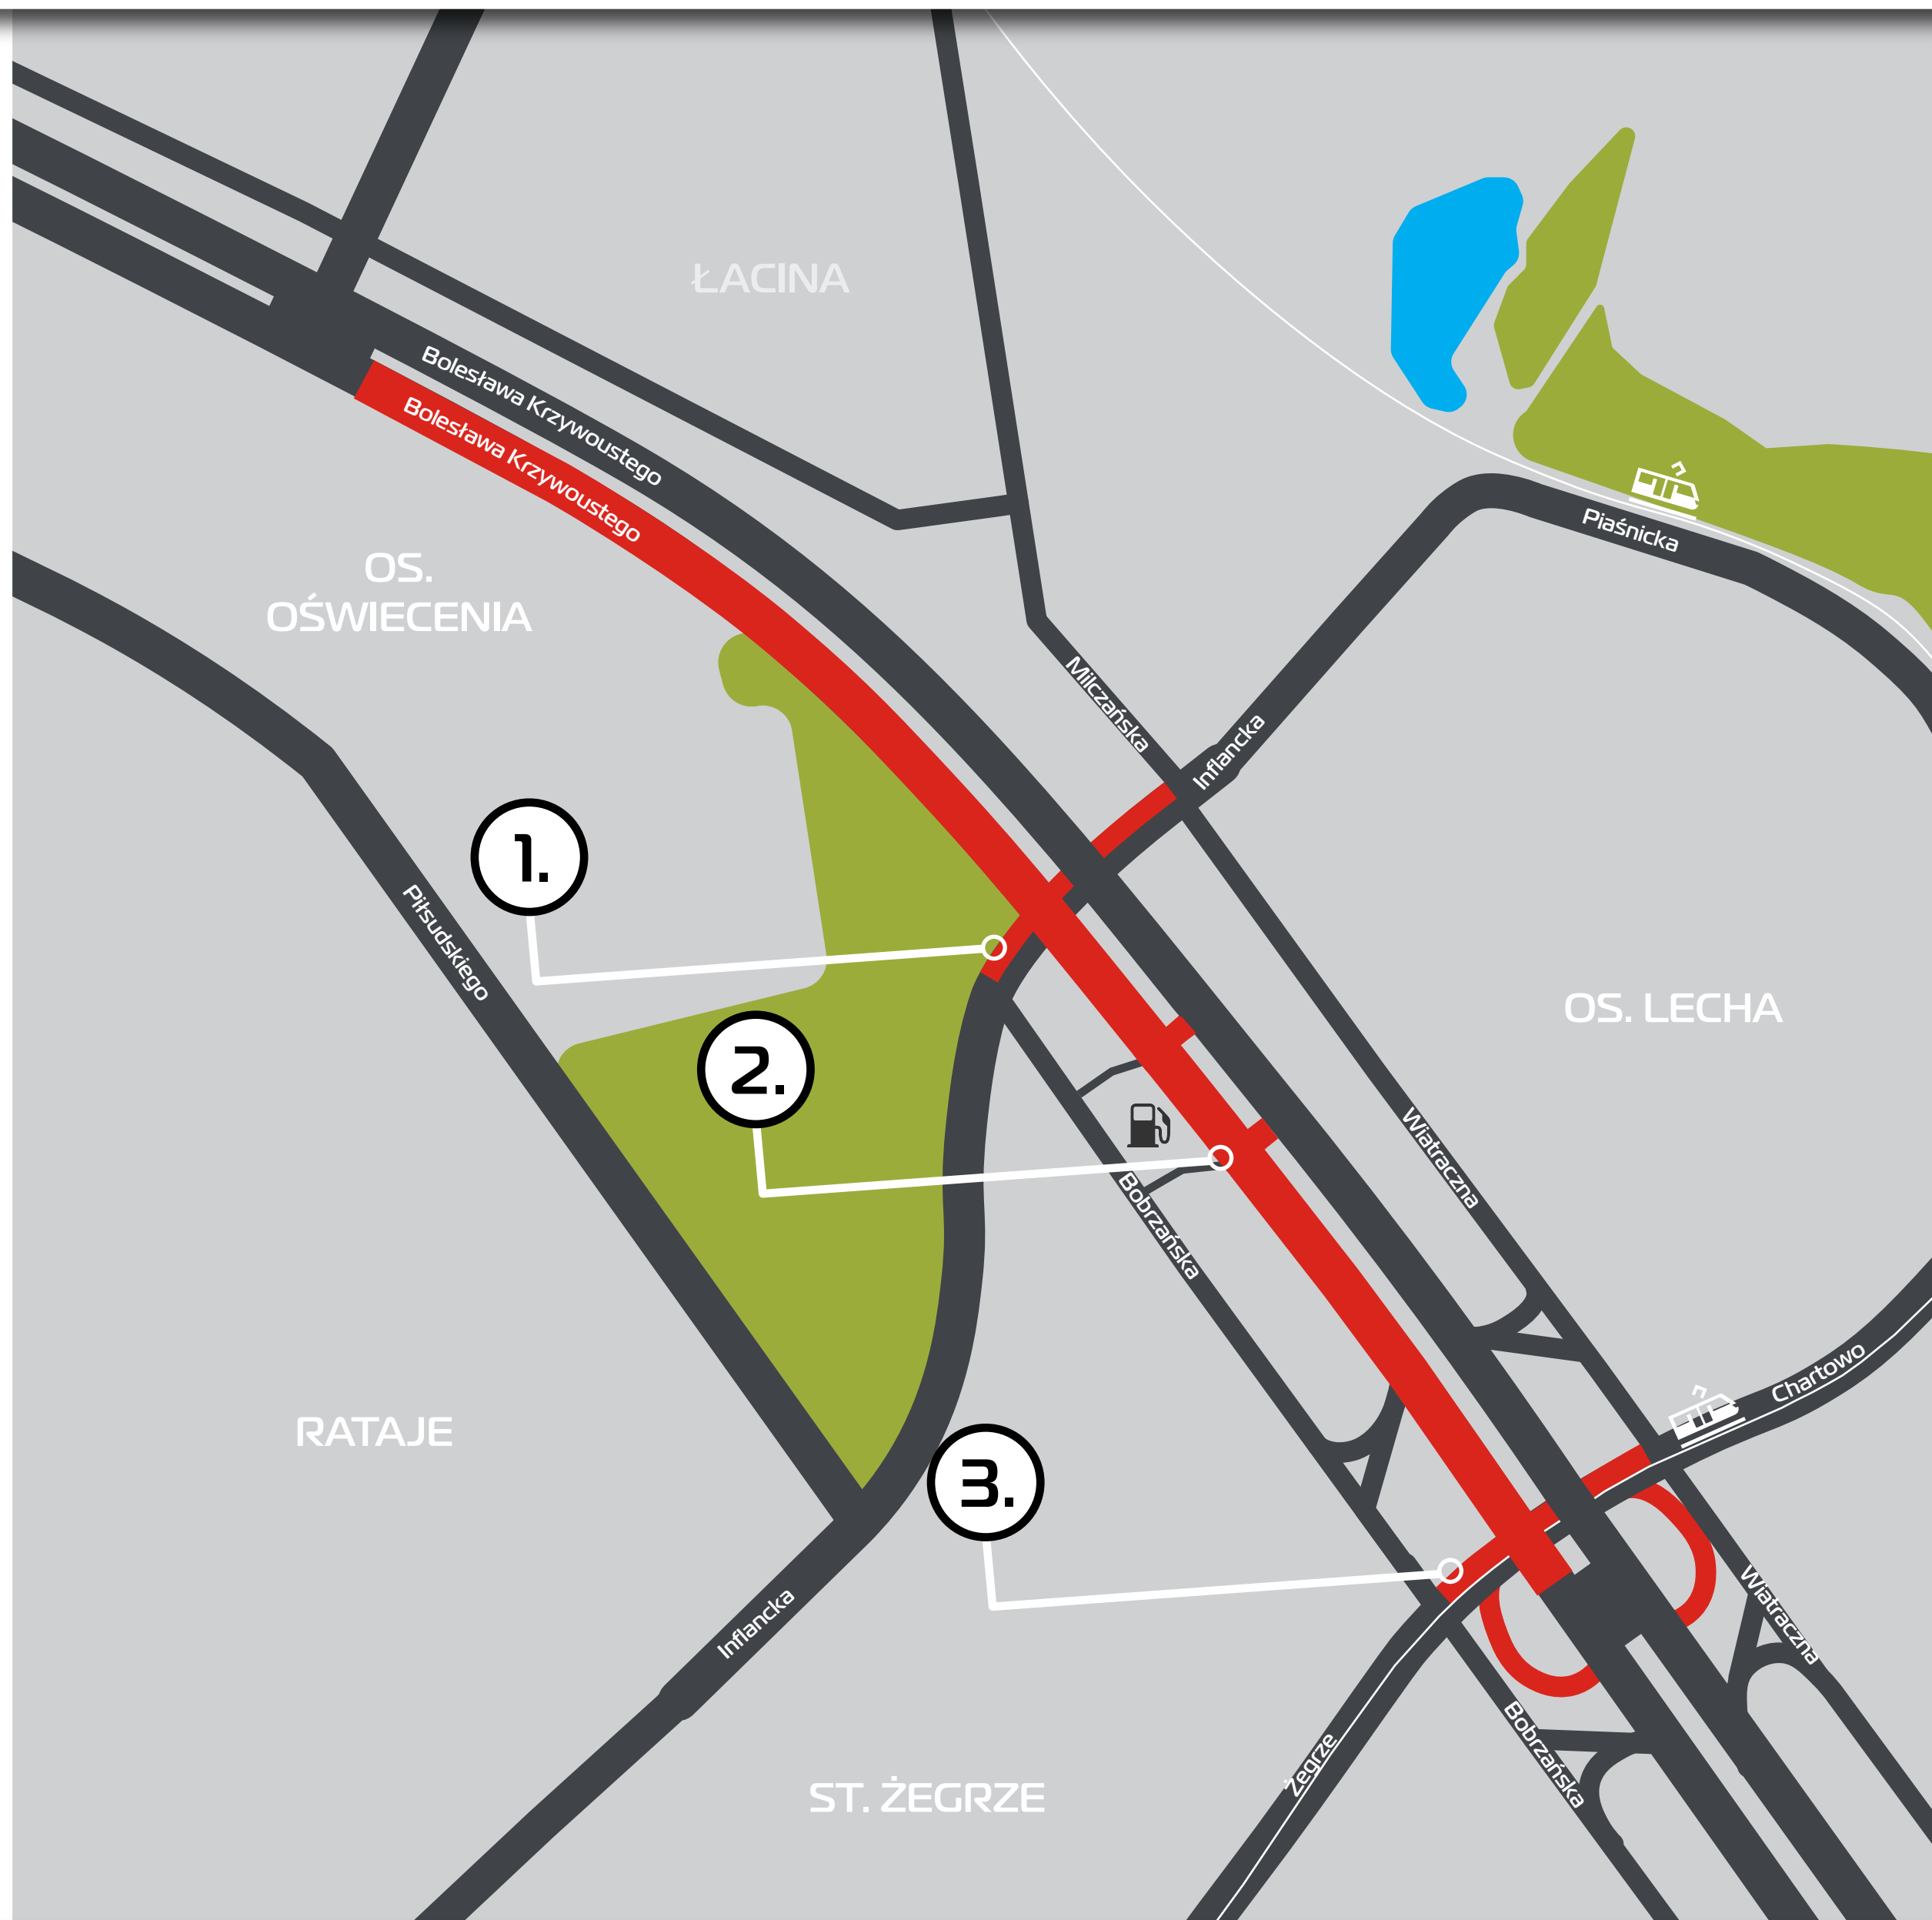 ŁACINA
Bolesława Krzywoustego
Bolesława Krzywoustego
Piaśnicka
OS.
OŚWIECENIA
Milczańska
Inflancka
1.
Piłsudskiego
OS. LECHA
2.
Wiatraczna
Bobrzańska
Chartowo
RATAJE
3.
Wiatraczna
Inflancka
Bobrzańska
Żegrze
ST. ŻEGRZE